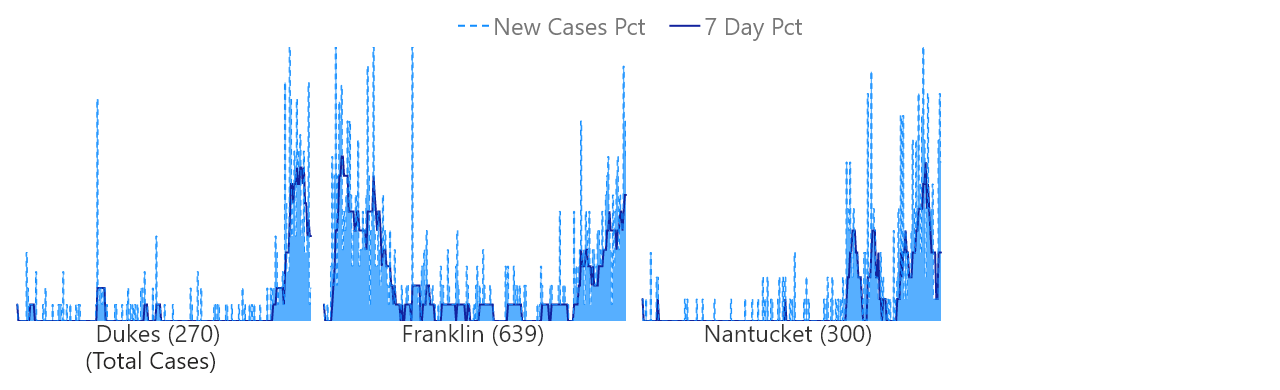 New Cases Pct 7 Day Pct
Dukes (270) Franklin (639) Nantucket (300)
(Total Cases)